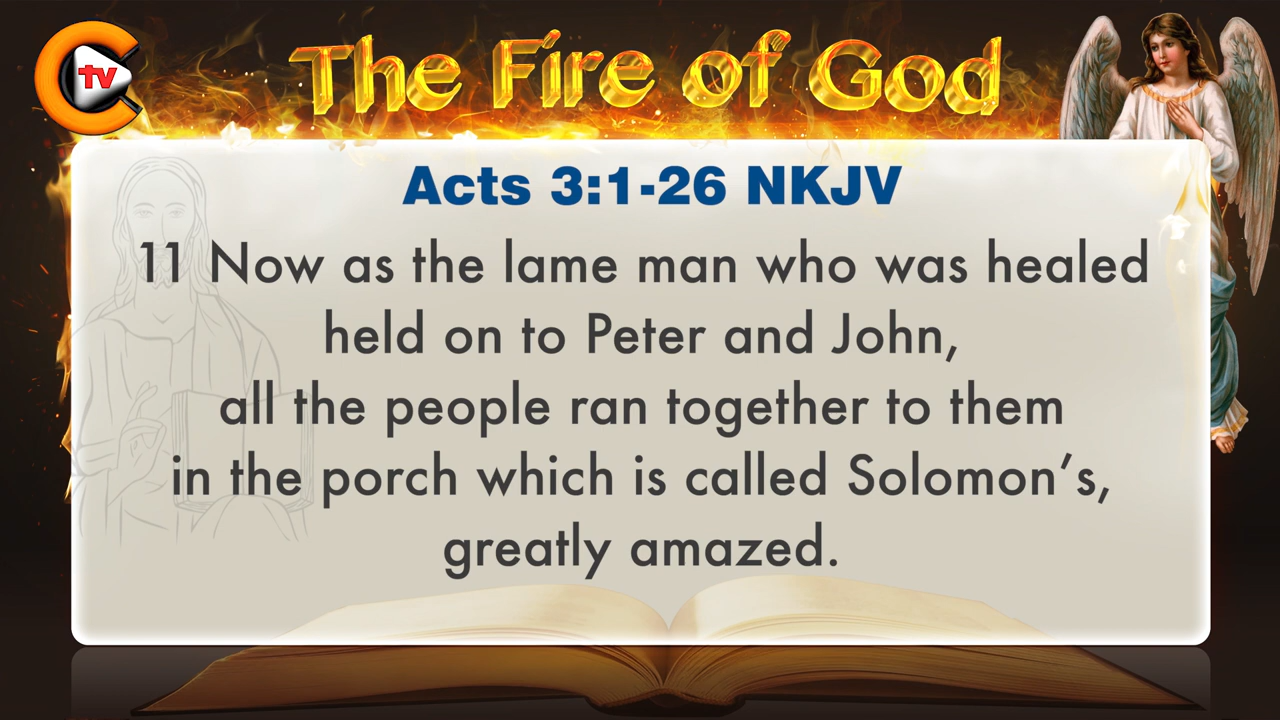 tv
The Fire of God
Acts 3:1-26 NKJV
11 Now as the lame man who was healed
held on to Peter and John,
all the people ran together to them
in the porch which is called Solomon’s,
greatly amazed.